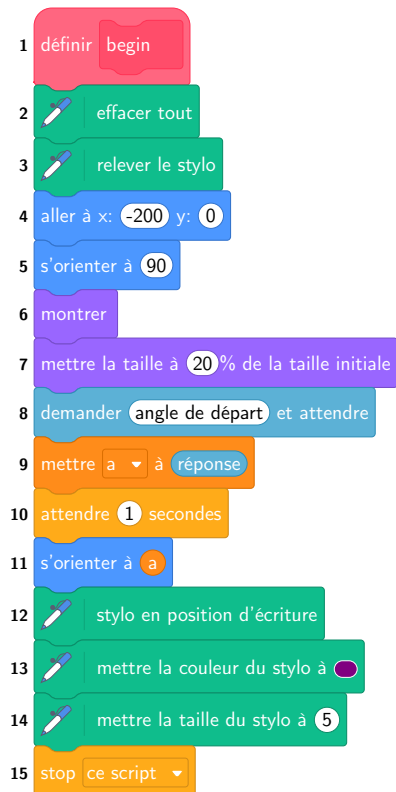 1 définir begin
2 effacer tout
3 relever le stylo
4 aller à x: -200 y: 0
5 s'orienter à 90
6 montrer
7 mettre la taille à 20 % de la taille initiale
8 demander angle de départ et attendre
9 mettre a à réponse
10 attendre 1 secondes
11 s'orienter à a
12 stylo en position d'écriture
13 mettre la couleur du stylo à
14 mettre la taille du stylo à 5
15 stop ce script